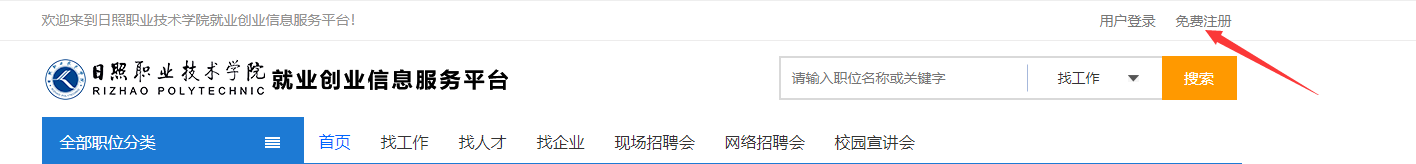 欢迎来到日照职业技术学院就业创业信息服务平台! 用户登录 免费注册
日照职业技术学院
RIZHAO POLYTECHNIC
就业创业信息服务平台
请输入职位名称或关键字 找工作 搜索
全部职位分类 首页 找工作 找人才 找企业 现场招聘会 网络招聘会 校园宣讲会